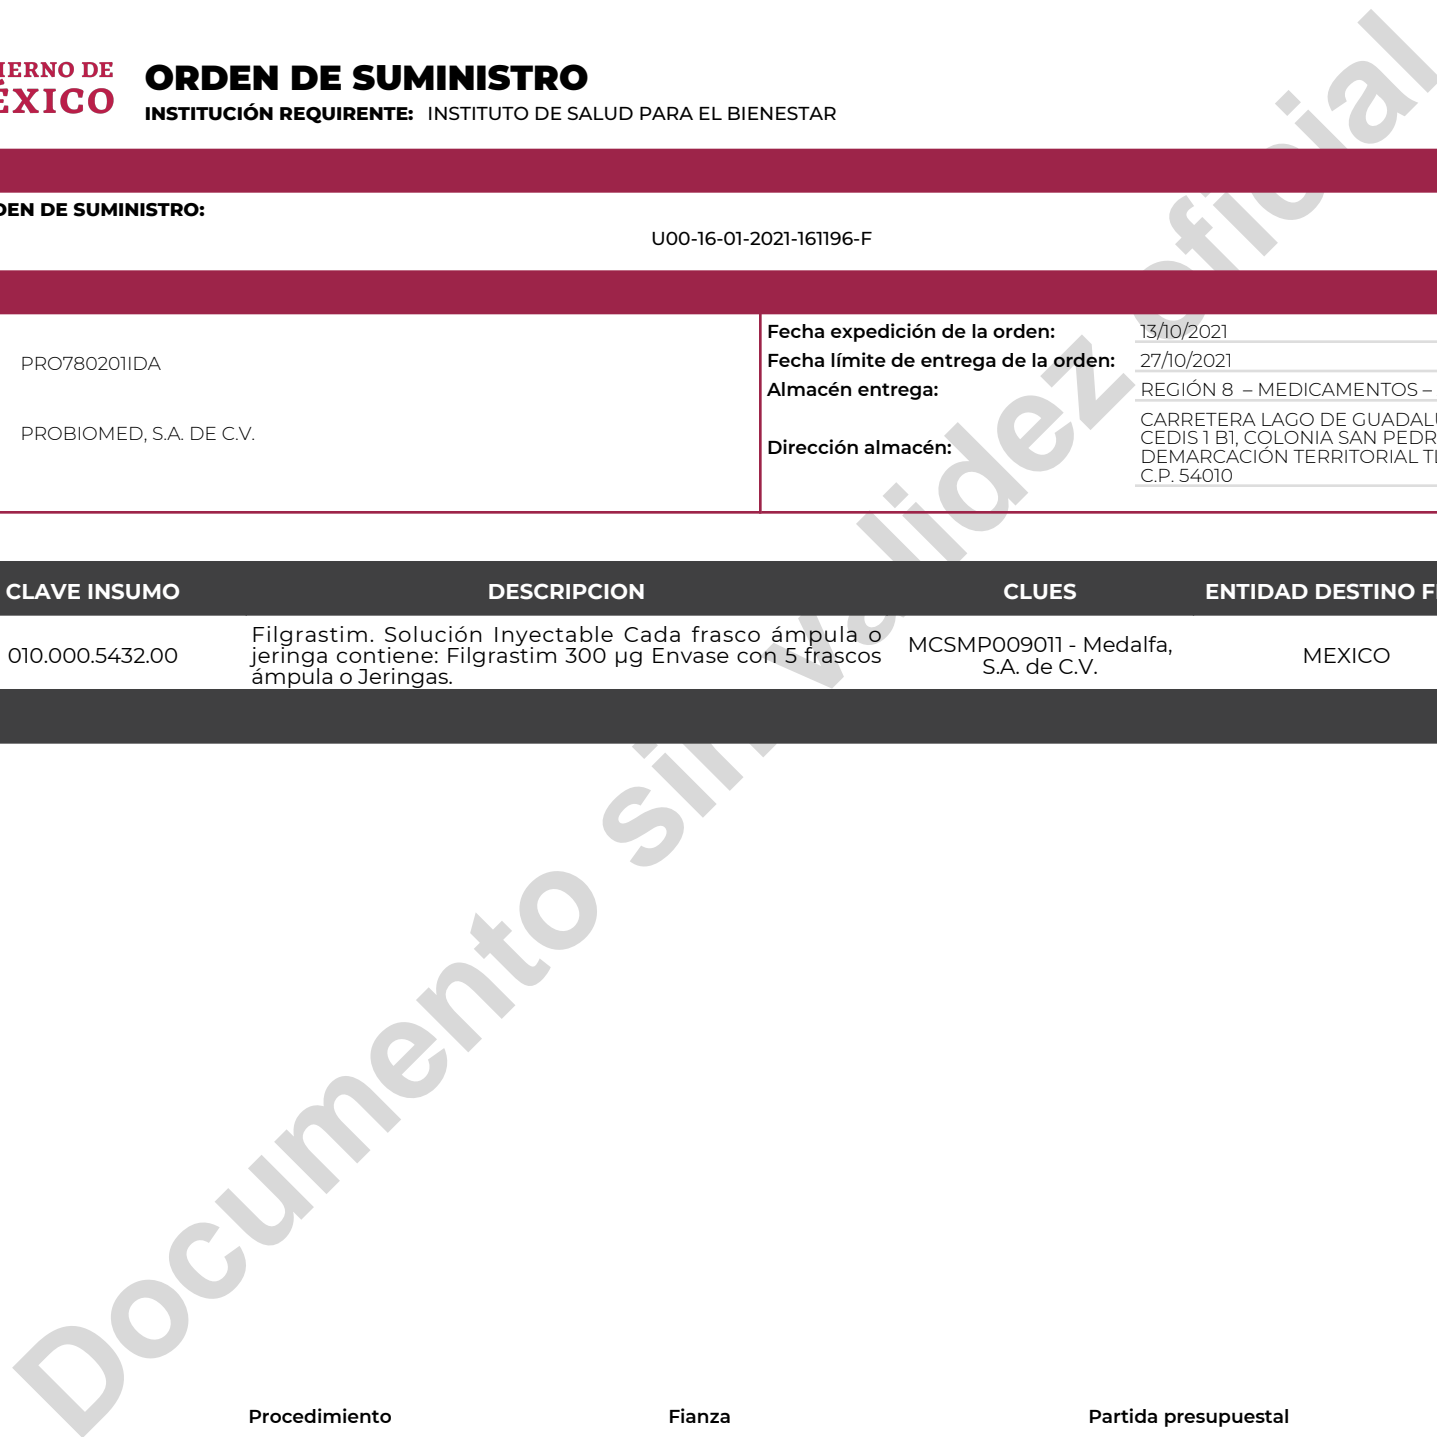 IERNO DE
ÉXICO
ORDEN DE SUMINISTRO
INSTITUCIÓN REQUIRENTE: INSTITUTO DE SALUD PARA EL BIENESTAR
DEN DE SUMINISTRO:
U00-16-01-2021-161196-F
PRO780201IDA
PROBIOMED, S.A. DE C.V.
Fecha expedición de la orden: 13/10/2021
Fecha límite de entrega de la orden: 27/10/2021
Almacén entrega: REGIÓN 8 – MEDICAMENTOS –
Dirección almacén:
CARRETERA LAGO DE GUADAL
CEDIS 1 B1, COLONIA SAN PEDR
DEMARCACIÓN TERRITORIAL T
C.P. 54010
CLAVE INSUMO DESCRIPCION CLUES ENTIDAD DESTINO F
010.000.5432.00
Filgrastim. Solución Inyectable Cada frasco ámpula o
jeringa contiene: Filgrastim 300 µg Envase con 5 frascos
ámpula o Jeringas.
MCSMP009011 - Medalfa,
S.A. de C.V.
MEXICO
Documento sin validez oficial
Procedimiento Fianza Partida presupuestal